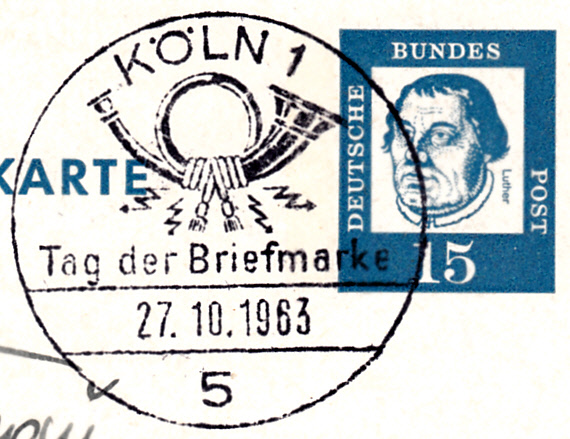 KÖLN 1
KARTE
Tag der Briefmarke
27.10.1963
5
DEUTSCHE
BUNDES
POST
Luther
15